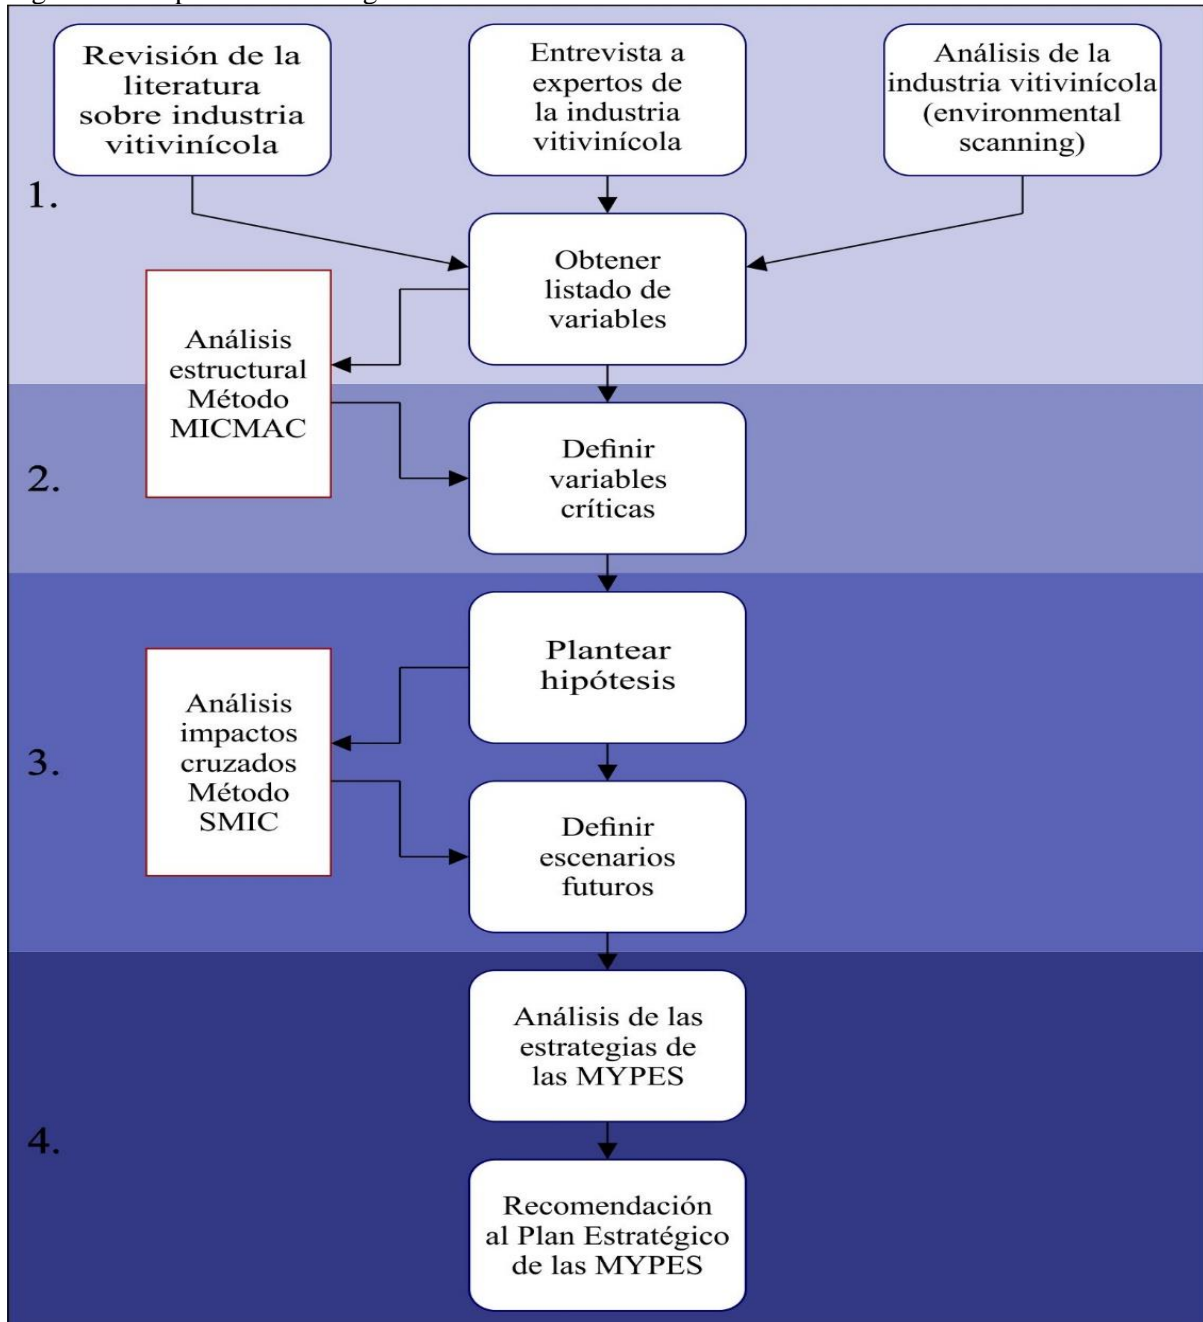 Revisión de la
literatura
sobre industria
vitivinícola
Entrevista a
expertos de
la industria
vitivinícola
Análisis de la
industria vitivinícola
(environmental
scanning)
1.
Obtener
listado de
variables
Análisis
estructural
Método
MICMAC
2.
Definir
variables
críticas
Plantear
hipótesis
3.
Análisis
impactos
cruzados
Método
SMIC
Definir
escenarios
futuros
Análisis de las
estrategias de
las MYPES
4.
Recomendación
al Plan Estratégico
de las MYPES